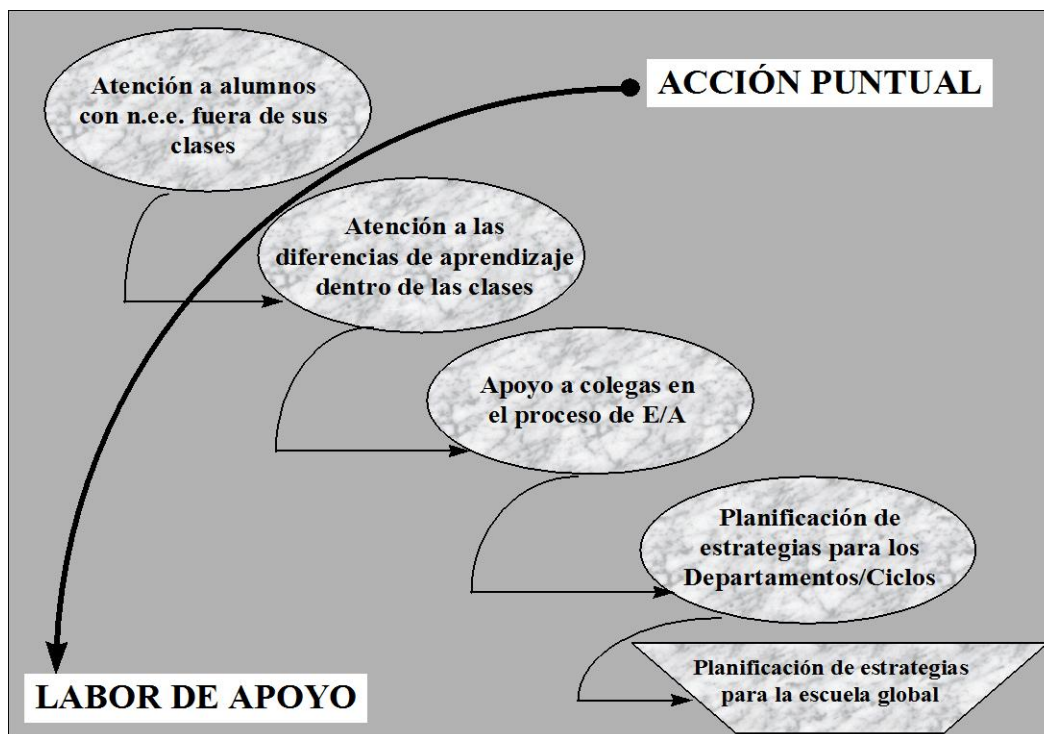 ACCIÓN PUNTUAL
Atención a alumnos
con n.e.e. fuera de sus
clases
Atención a las
diferencias de aprendizaje
dentro de las clases
Apoyo a colegas en
el proceso de E/A
Planificación de
estrategias para los
Departamentos/Ciclos
Planificación de estrategias
para la escuela global
LABOR DE APOYO